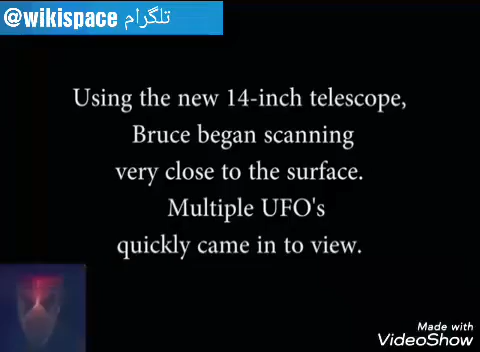 @wikispace تلگرام
Using the new 14-inch telescope,
Bruce began scanning
very close to the surface.
Multiple UFO's
quickly came in to view.
Made with
VideoShow